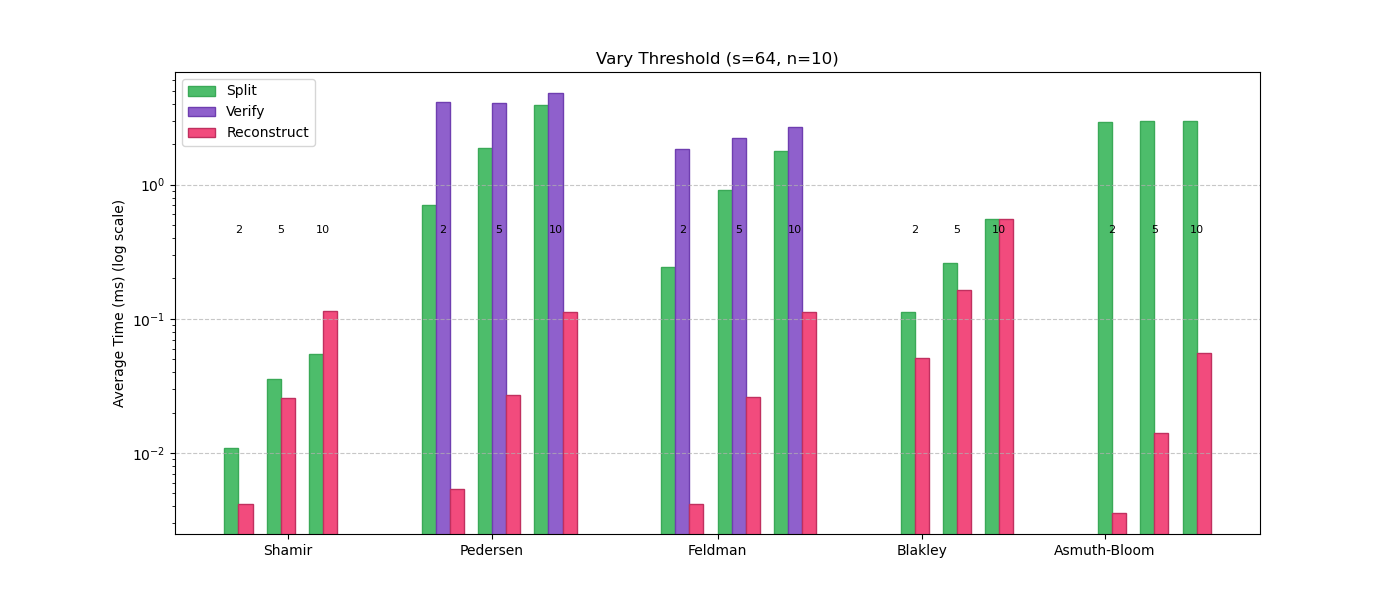 Vary Threshold (s=64, n=10)
Split
Verify
Reconstruct
Average Time (ms) (log scale)
10⁰
10⁻¹
10⁻²
2 5 10 2 5 10 2 5 10 2 5 10 2 5 10
Shamir Pedersen Feldman Blakley Asmuth-Bloom